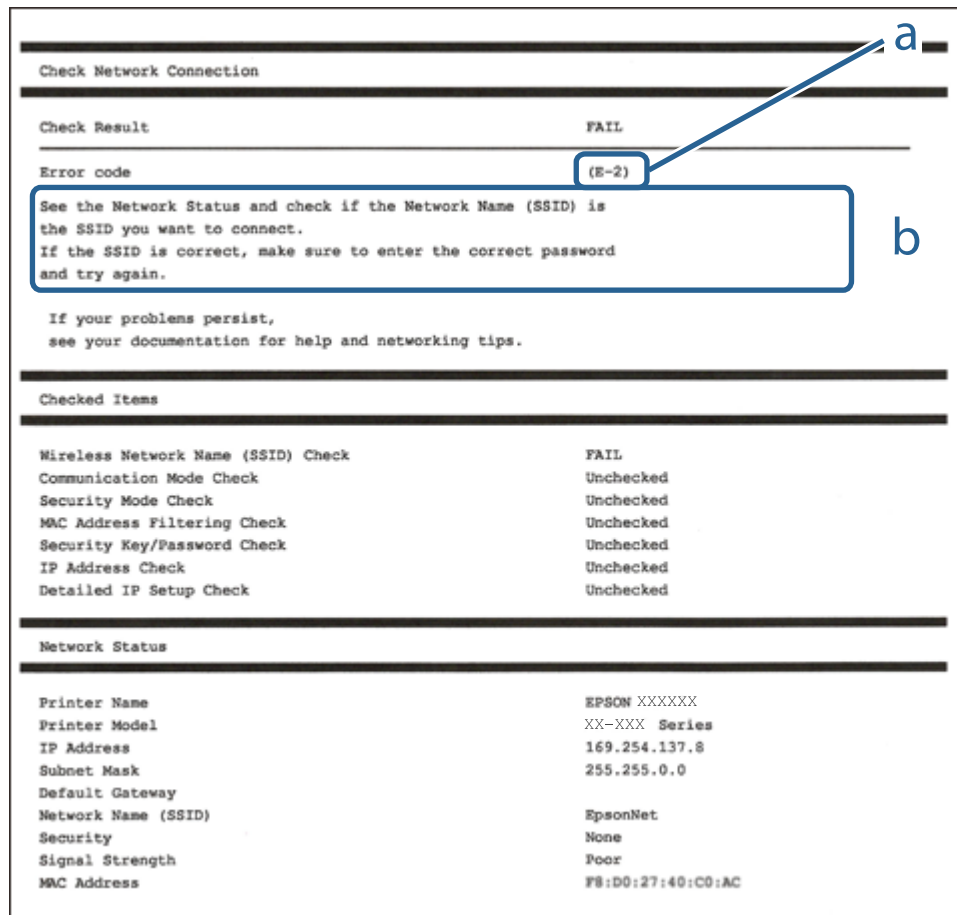 a
Check Network Connection
Check Result FAIL
Error code (E-2)
See the Network Status and check if the Network Name (SSID) is
the SSID you want to connect.
If the SSID is correct, make sure to enter the correct password
and try again.
b
If your problems persist,
see your documentation for help and networking tips.
Checked Items
Wireless Network Name (SSID) Check FAIL
Communication Mode Check Unchecked
Security Mode Check Unchecked
MAC Address Filtering Check Unchecked
Security Key/Password Check Unchecked
IP Address Check Unchecked
Detailed IP Setup Check Unchecked
Network Status
Printer Name EPSON XXXXXX
Printer Model XX-XXX Series
IP Address 169.254.137.8
Subnet Mask 255.255.0.0
Default Gateway
Network Name (SSID) EpsonNet
Security None
Signal Strength Poor
MAC Address F8:D0:27:40:C0:AC